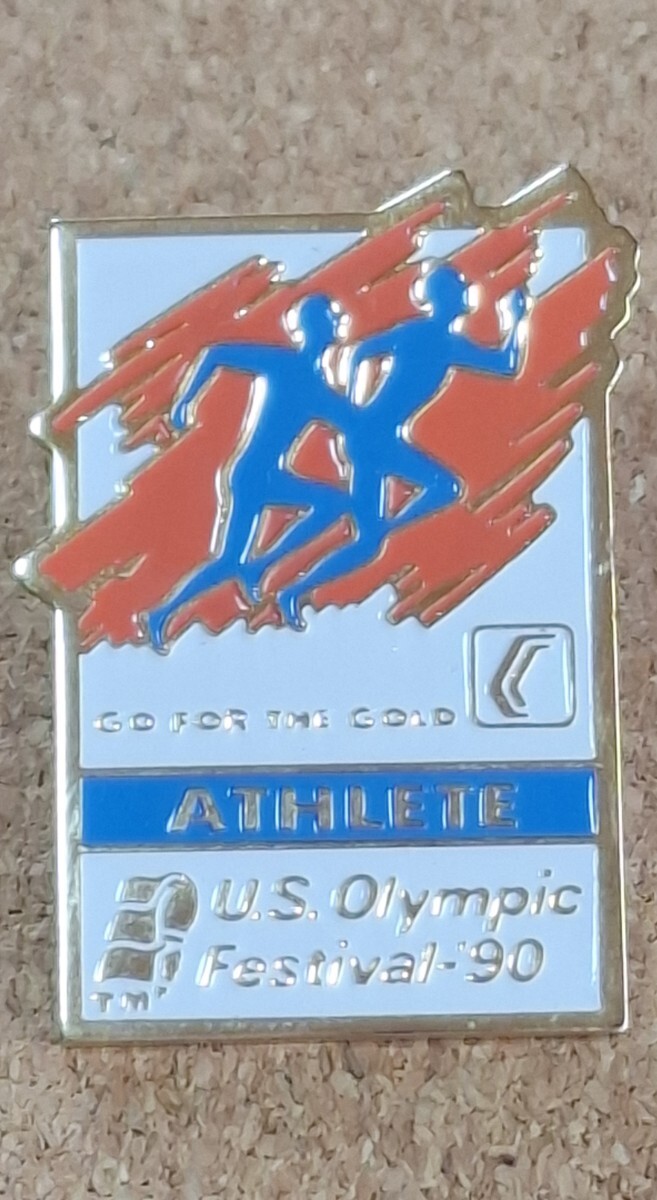 GO FOR THE GOLD
ATHLETE
U.S. Olympic
Festival-'90
TM